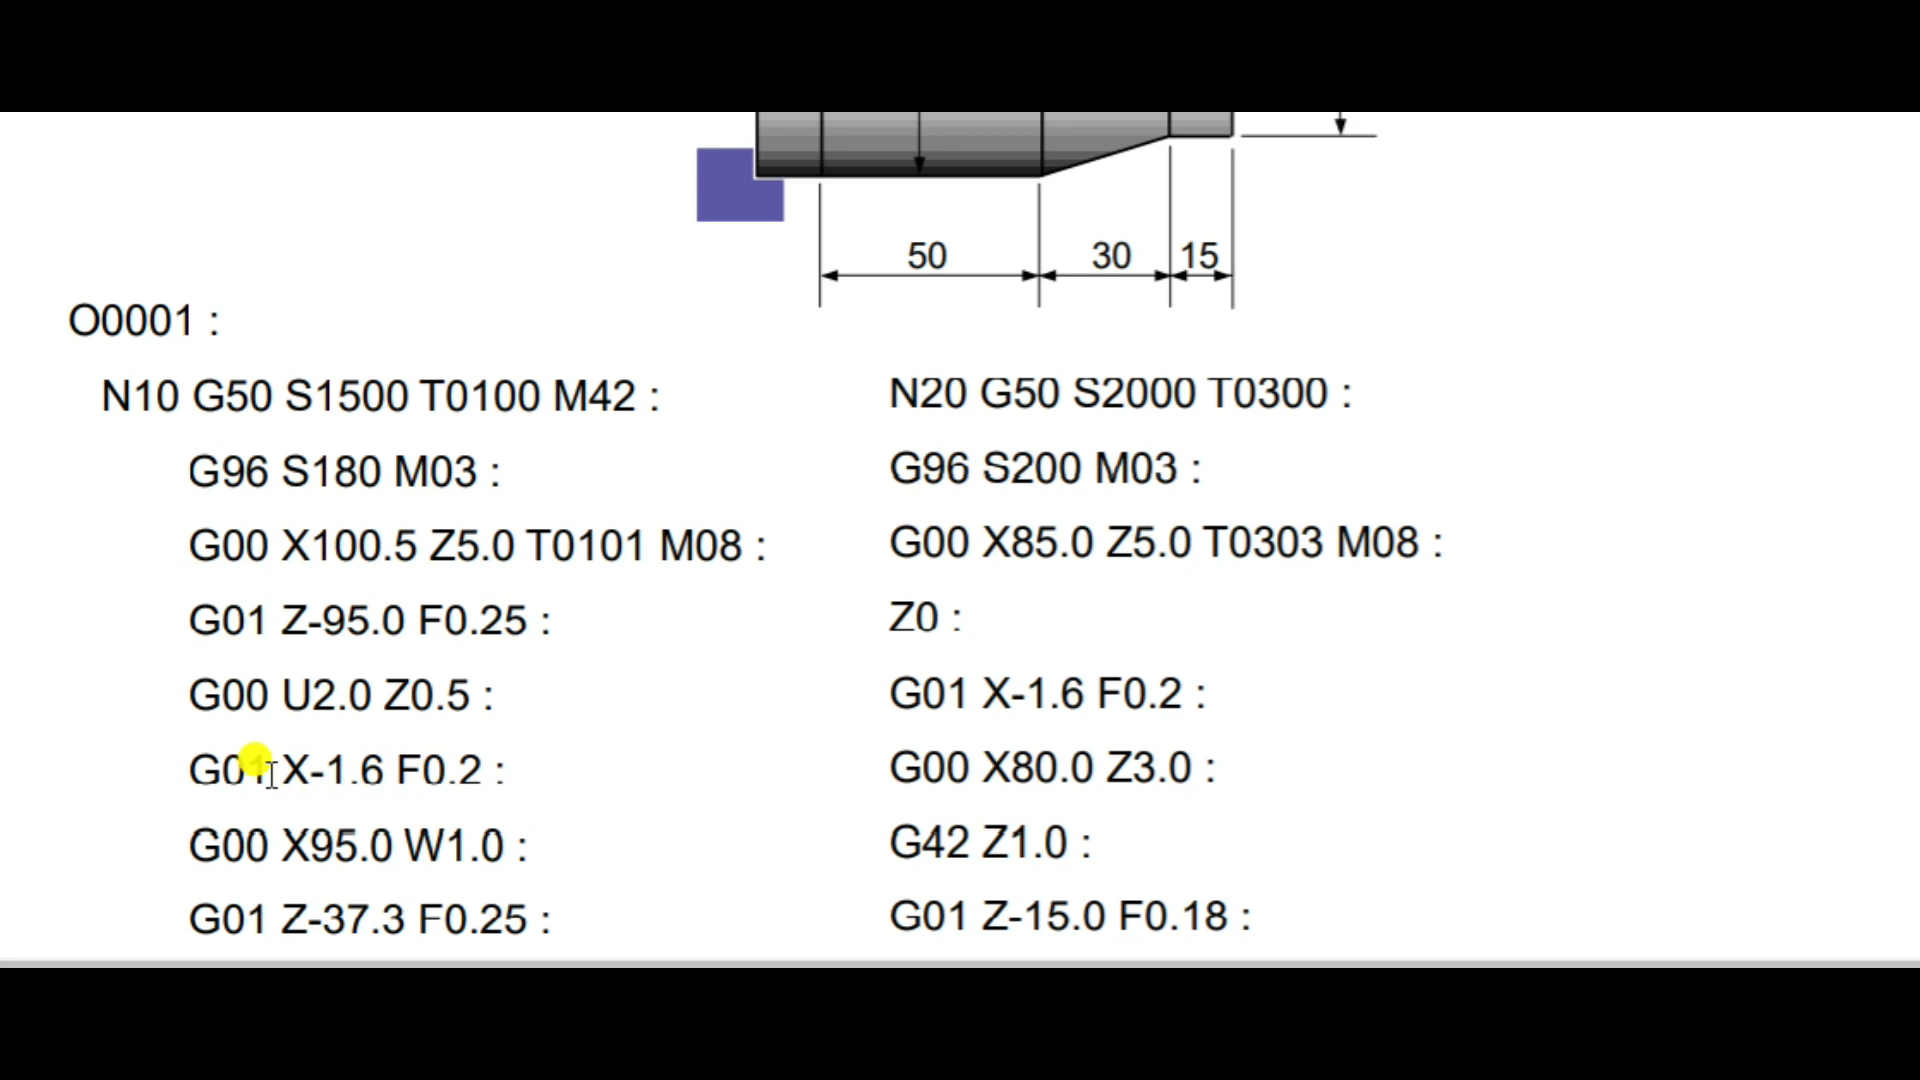 50 30 15
O0001 :
N10 G50 S1500 T0100 M42 :
G96 S180 M03 :
G00 X100.5 Z5.0 T0101 M08 :
G01 Z-95.0 F0.25 :
G00 U2.0 Z0.5 :
G01 X-1.6 F0.2 :
G00 X95.0 W1.0 :
G01 Z-37.3 F0.25 :
N20 G50 S2000 T0300 :
G96 S200 M03 :
G00 X85.0 Z5.0 T0303 M08 :
Z0 :
G01 X-1.6 F0.2 :
G00 X80.0 Z3.0 :
G42 Z1.0 :
G01 Z-15.0 F0.18 :